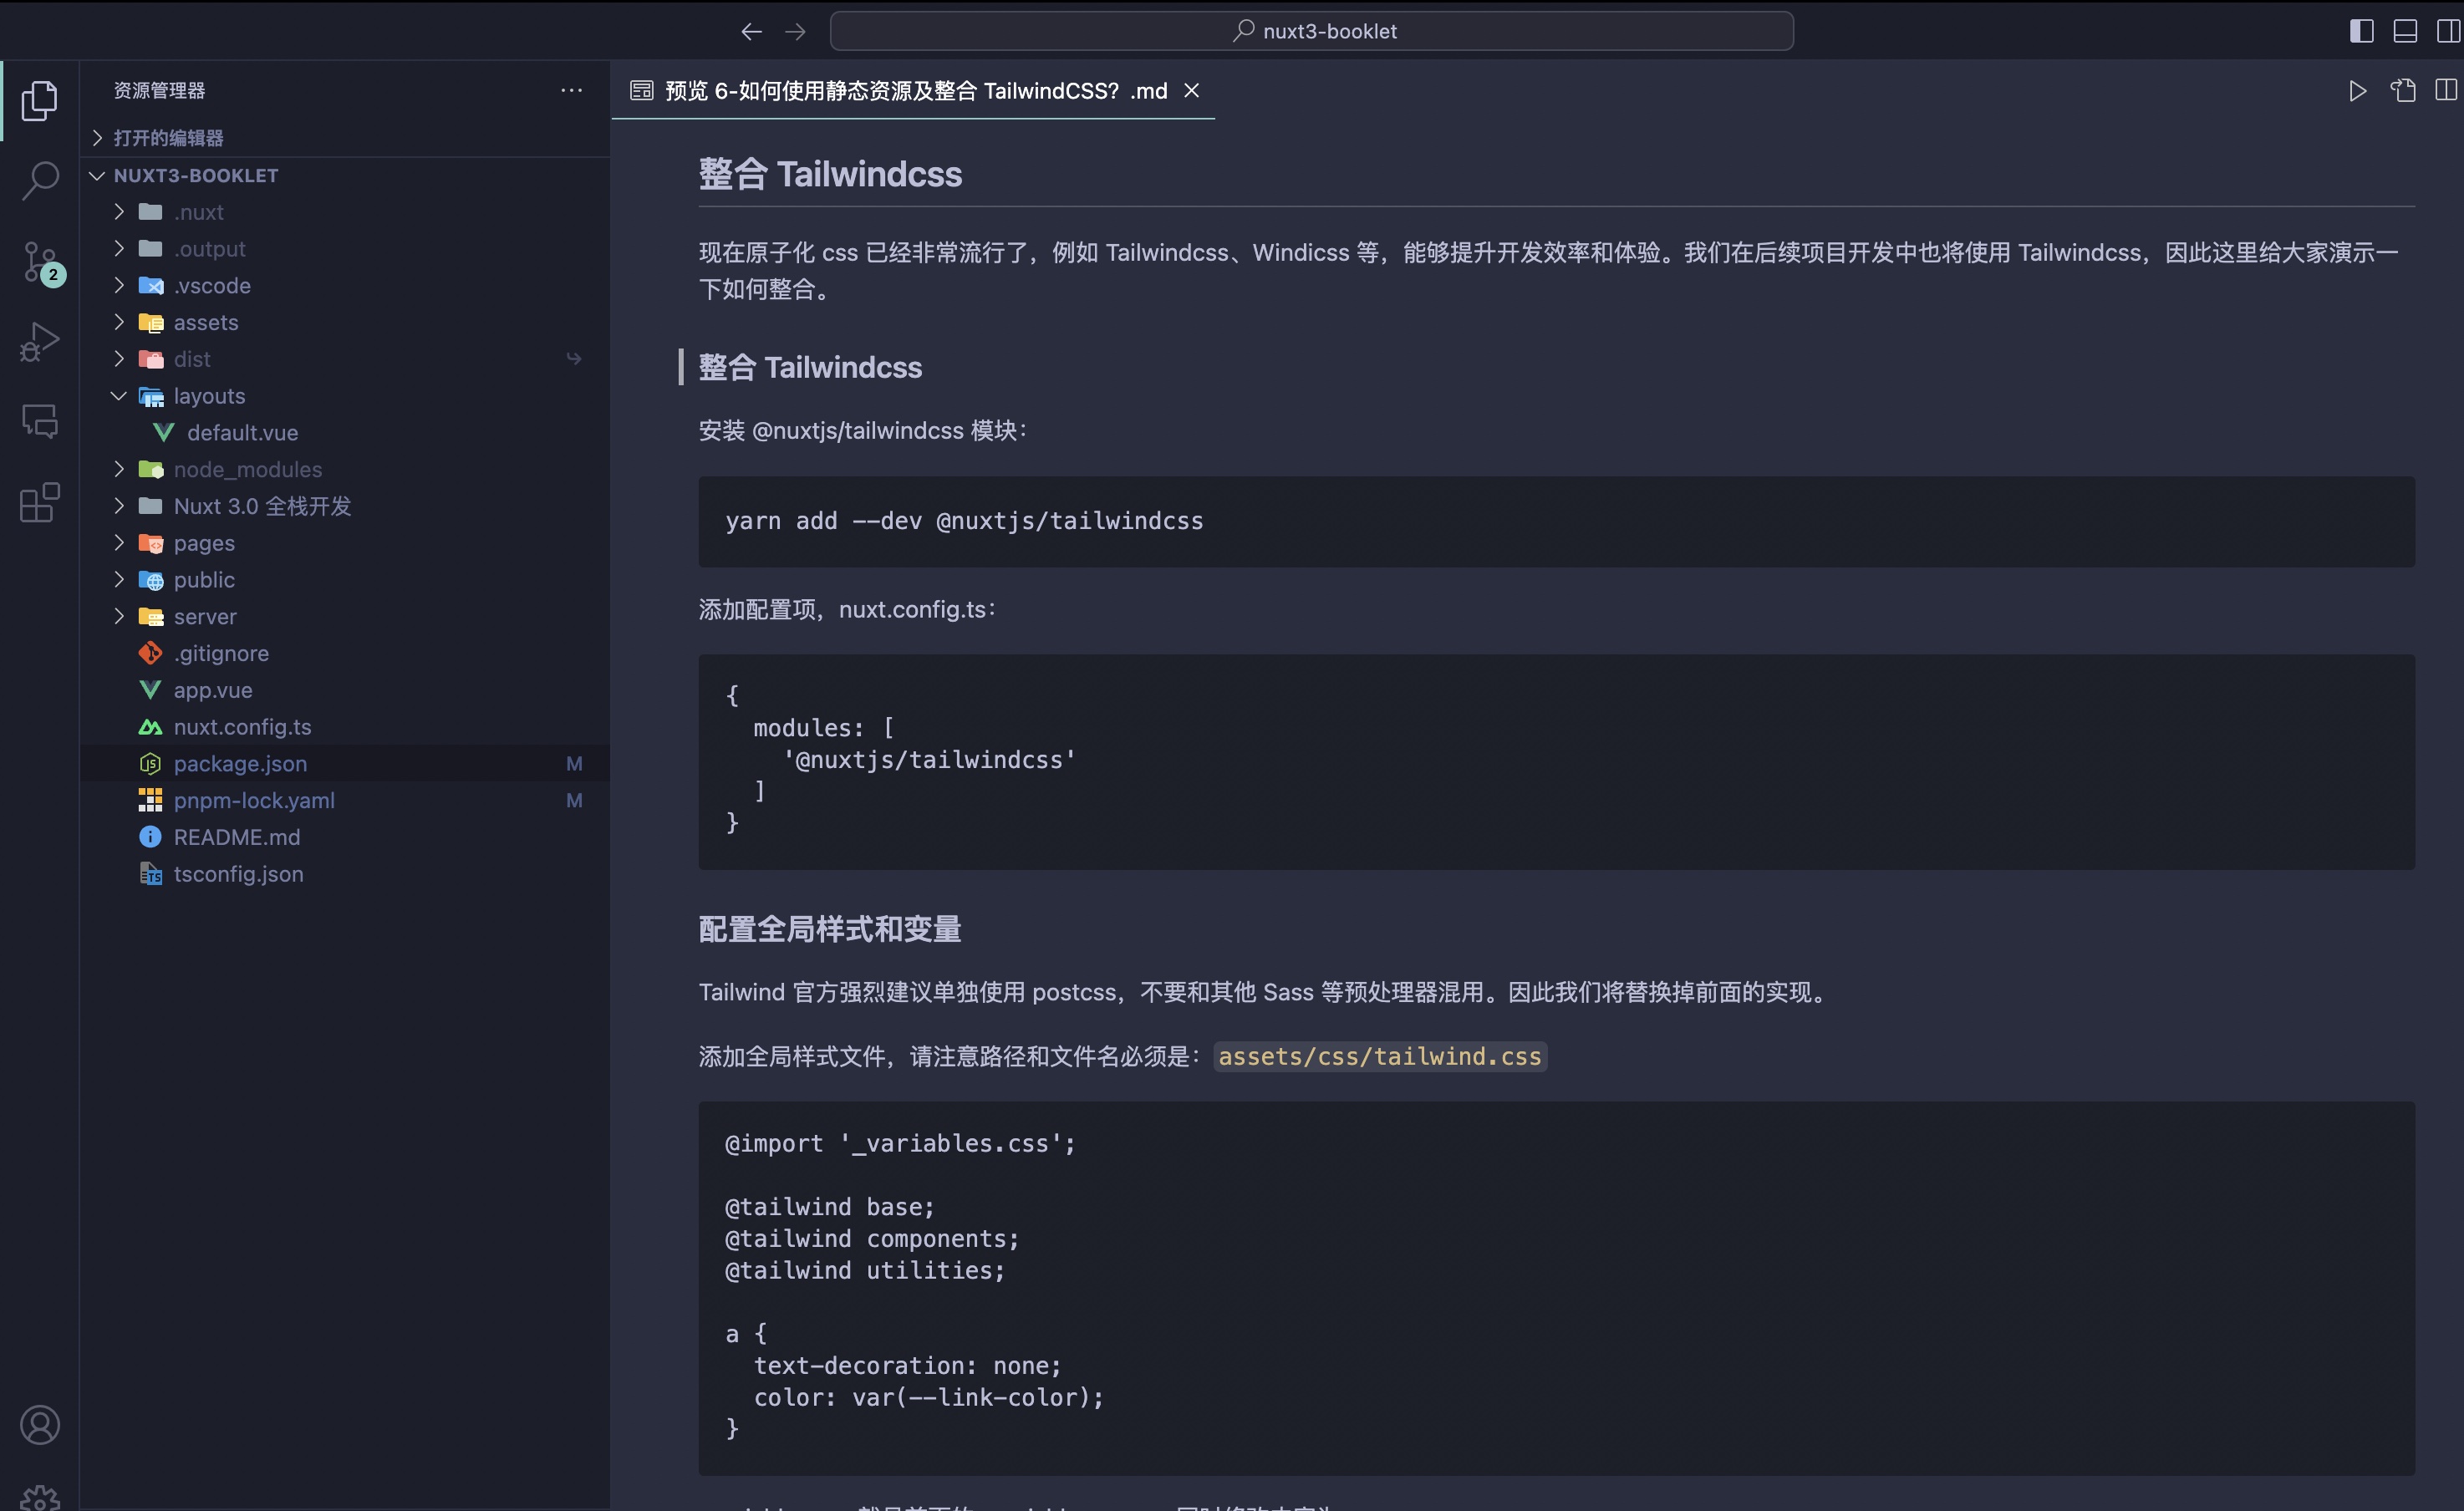 nuxt3-booklet
资源管理器
打开的编辑器
NUXT3-BOOKLET
.nuxt
.output
.vscode
assets
dist
layouts
default.vue
node_modules
Nuxt 3.0 全栈开发
pages
public
server
.gitignore
app.vue
nuxt.config.ts
package.json M
pnpm-lock.yaml M
README.md
tsconfig.json
2
预览 6-如何使用静态资源及整合 TailwindCSS？.md
整合 Tailwindcss
现在原子化 css 已经非常流行了，例如 Tailwindcss、Windicss 等，能够提升开发效率和体验。我们在后续项目开发中也将使用 Tailwindcss，因此这里给大家演示一
下如何整合。
整合 Tailwindcss
安装 @nuxtjs/tailwindcss 模块：
yarn add --dev @nuxtjs/tailwindcss
添加配置项，nuxt.config.ts：
{
  modules: [
    '@nuxtjs/tailwindcss'
  ]
}
配置全局样式和变量
Tailwind 官方强烈建议单独使用 postcss，不要和其他 Sass 等预处理器混用。因此我们将替换掉前面的实现。
添加全局样式文件，请注意路径和文件名必须是：assets/css/tailwind.css
@import '_variables.css';
@tailwind base;
@tailwind components;
@tailwind utilities;
a {
  text-decoration: none;
  color: var(--link-color);
}